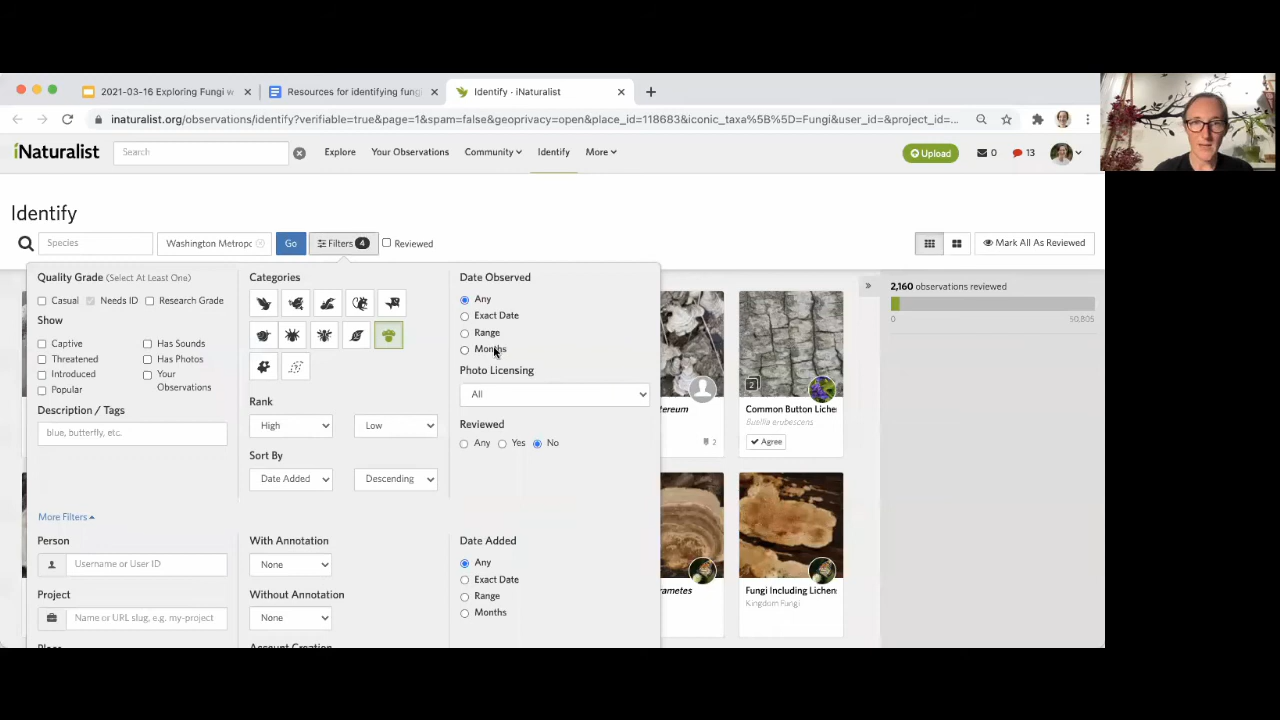 2021-03-16 Exploring Fungi w
Resources for identifying fung
Identify · iNaturalist
inaturalist.org/observations/identify?verifiable=true&page=1&spam=false&geoprivacy=open&place_id=118683&iconic_taxa%5B%5D=Fungi&user_id=&project_id=...
iNaturalist
Search
Explore
Your Observations
Community
Identify
More
Upload
0
13
Identify
Species
Washington Metropo
Go
Filters 4
Reviewed
Mark All As Reviewed
Quality Grade (Select At Least One)
Casual
Needs ID
Research Grade
Show
Captive
Threatened
Introduced
Popular
Has Sounds
Has Photos
Your Observations
Description / Tags
blue, butterfly, etc.
Categories
Rank
High
Low
Sort By
Date Added
Descending
Date Observed
Any
Exact Date
Range
Months
Photo Licensing
All
Reviewed
Any
Yes
No
More Filters
Person
Username or User ID
Project
Name or URL slug, e.g. my-project
Place
With Annotation
None
Without Annotation
None
Account Creation
Date Added
Any
Exact Date
Range
Months
tereum
2
2
Common Button Lichen
Buellia erubescens
Agree
ametes
Fungi Including Lichens
Kingdom Fungi
2,160 observations reviewed
0
50,805